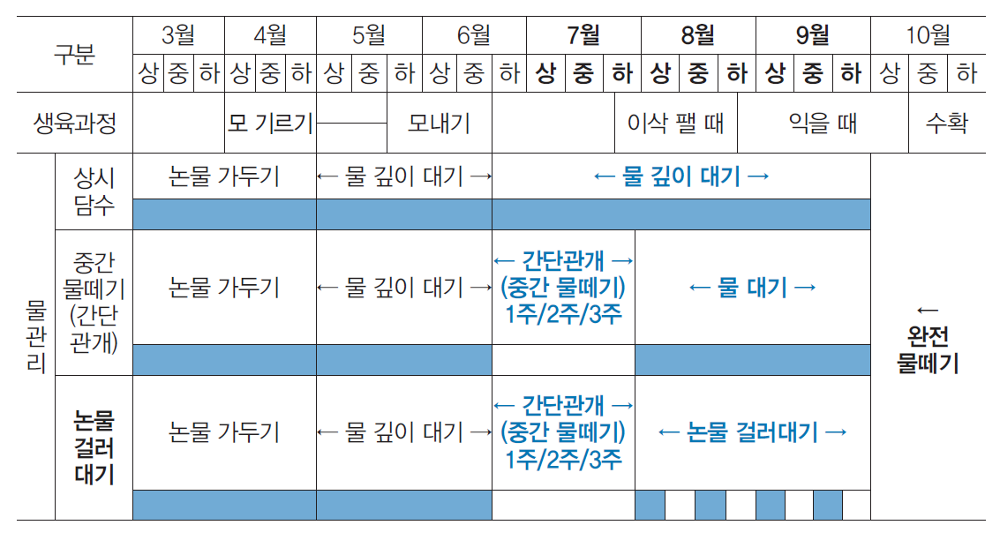 구분 3월 4월 5월 6월 7월 8월 9월 10월
상 중 하 상 중 하 상 중 하 상 중 하 상 중 하 상 중 하 상 중 하 상 중 하
생육과정 모 기르기 모내기 이삭 팰 때 익을 때 수확
물관리
상시
담수
논물 가두기 ← 물 깊이 대기 → ← 물 깊이 대기 →
중간
물떼기
(간단
관개)
논물 가두기 ← 물 깊이 대기 →
← 간단관개 →
(중간 물떼기)
1주/2주/3주
← 물 대기 →
논물
걸러
대기
논물 가두기 ← 물 깊이 대기 →
← 간단관개 →
(중간 물떼기)
1주/2주/3주
← 논물 걸러대기 →
←
완전
물떼기